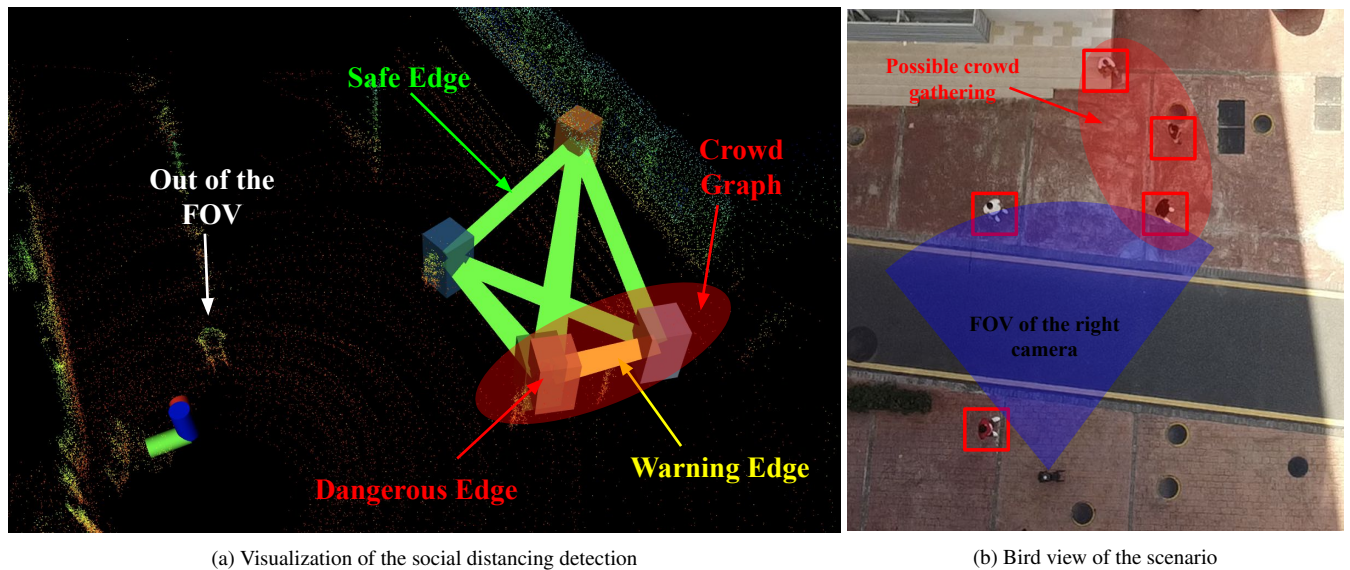 Safe Edge
Out of the
FOV
Crowd
Graph
Dangerous Edge
Warning Edge
(a) Visualization of the social distancing detection
Possible crowd
gathering
FOV of the right
camera
(b) Bird view of the scenario